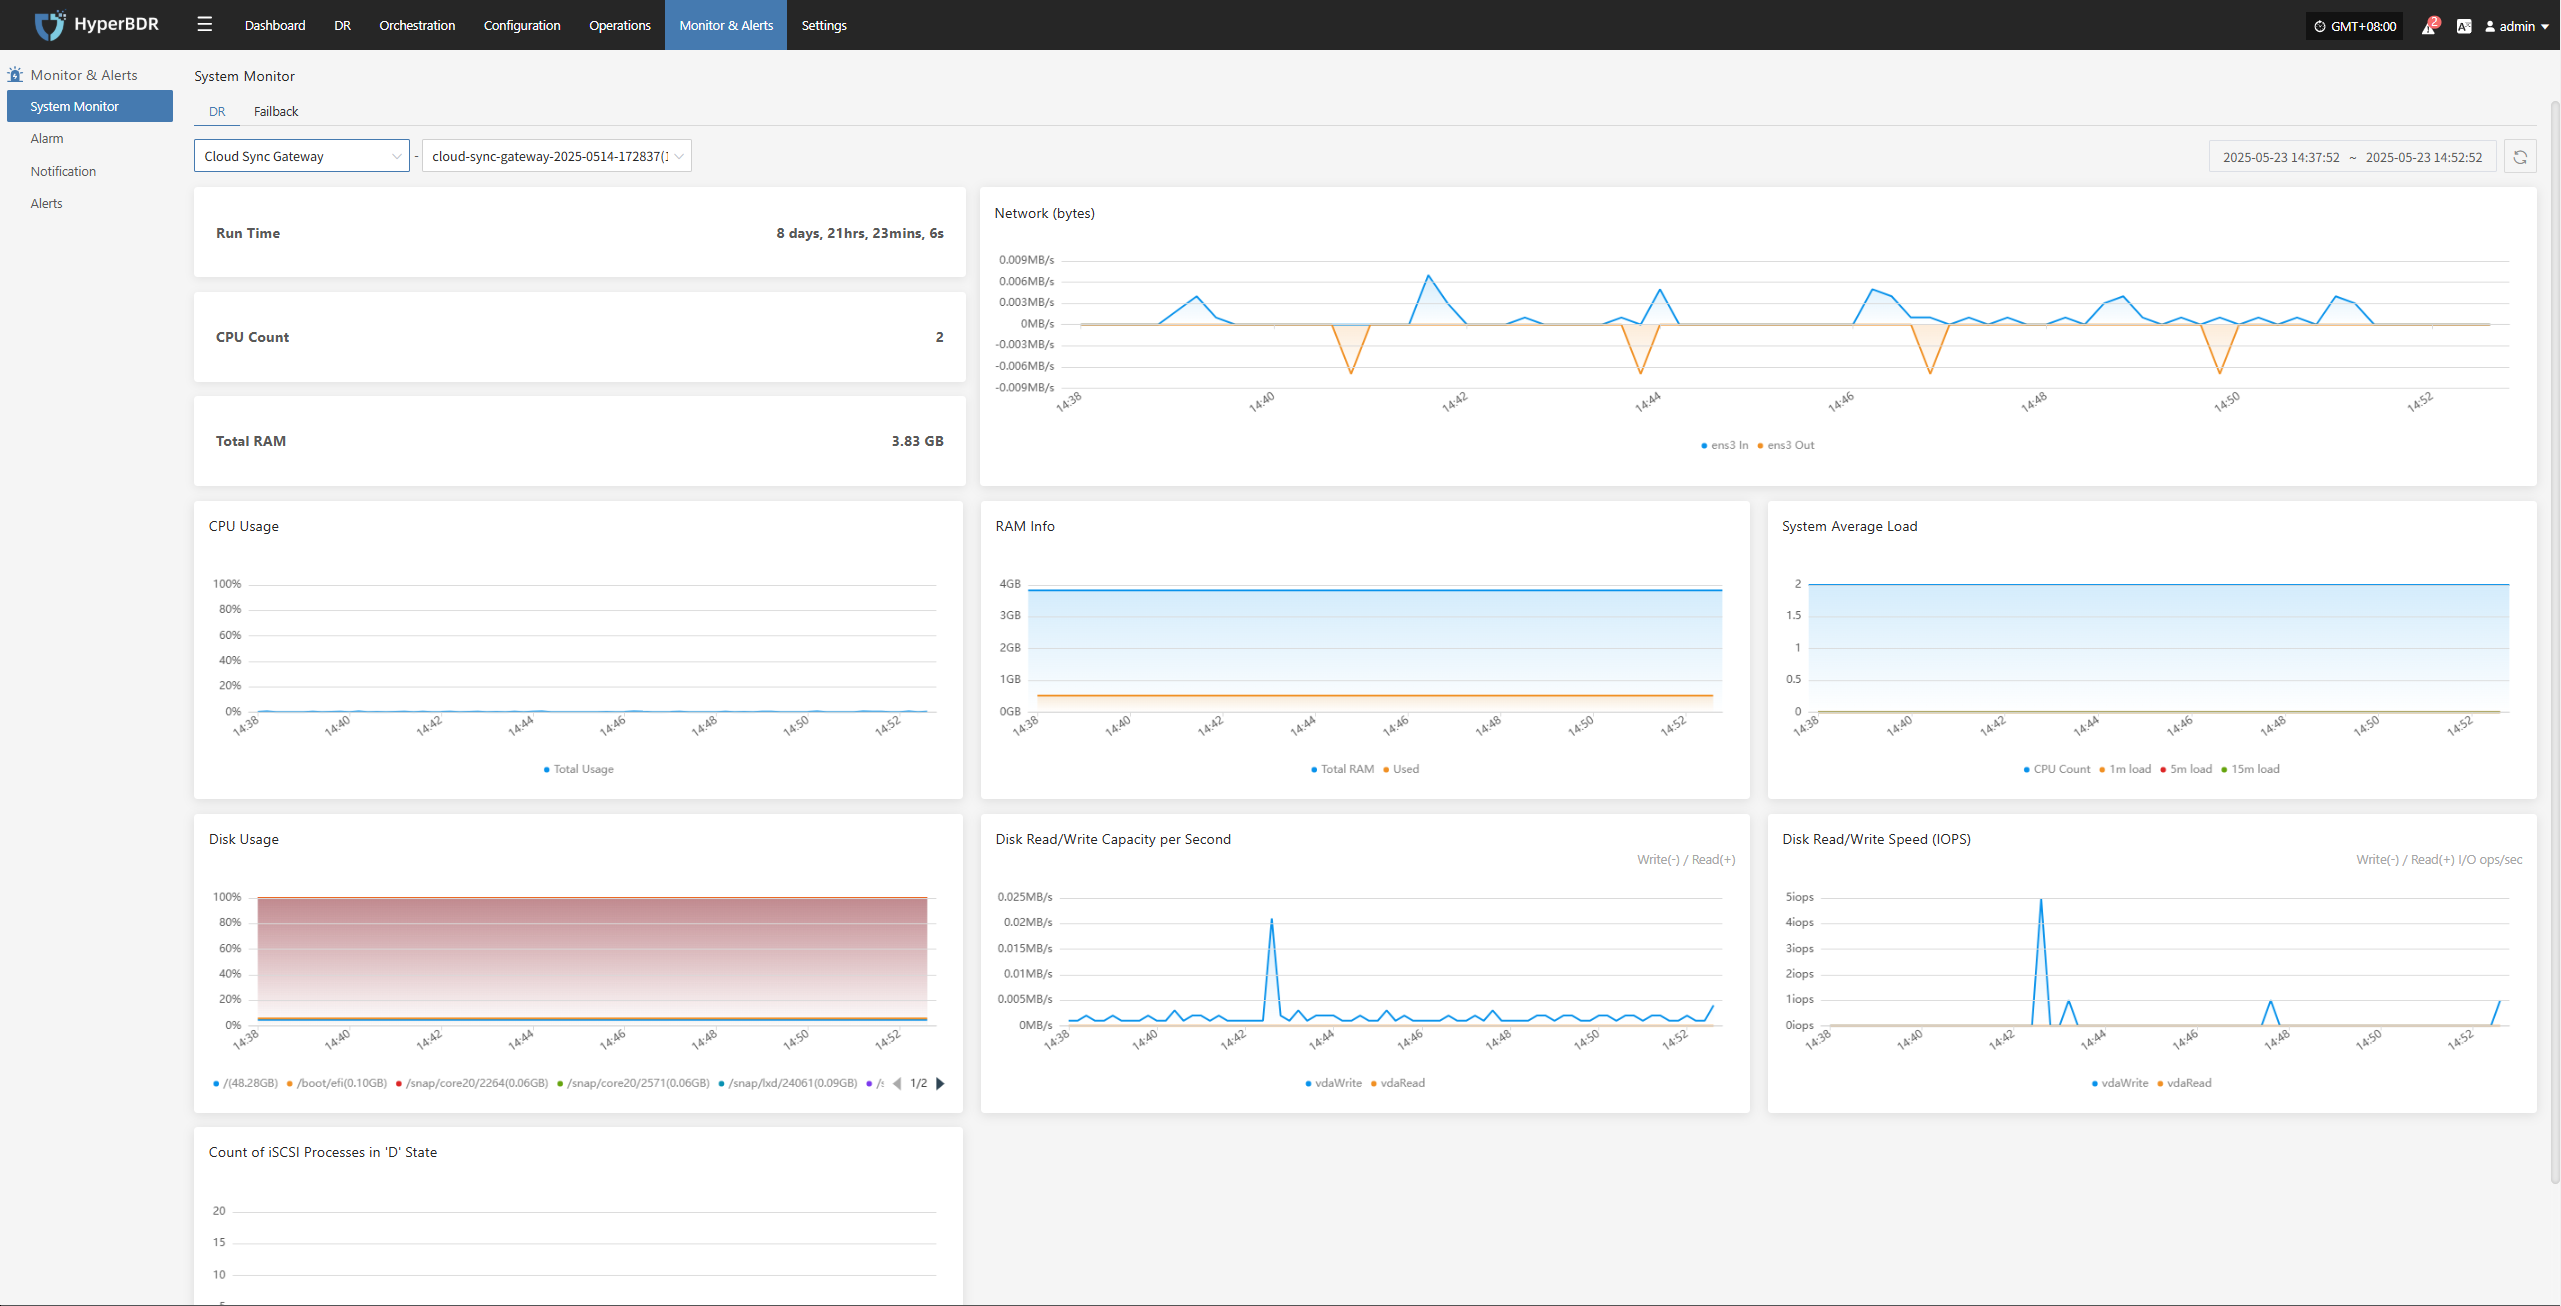 HyperBDR
Dashboard DR Orchestration Configuration Operations Monitor & Alerts Settings
GMT+08:00 2 admin
Monitor & Alerts
System Monitor
Alarm
Notification
Alerts
System Monitor
DR Failback
Cloud Sync Gateway - cloud-sync-gateway-2025-0514-172837(1
2025-05-23 14:37:52 ~ 2025-05-23 14:52:52
Run Time 8 days, 21hrs, 23mins, 6s
CPU Count 2
Total RAM 3.83 GB
Network (bytes)
0.009MB/s
0.006MB/s
0.003MB/s
0MB/s
-0.003MB/s
-0.006MB/s
-0.009MB/s
14:38 14:40 14:42 14:44 14:46 14:48 14:50 14:52
ens3 In ens3 Out
CPU Usage
100%
80%
60%
40%
20%
0%
14:38 14:40 14:42 14:44 14:46 14:48 14:50 14:52
Total Usage
RAM Info
4GB
3GB
2GB
1GB
0GB
14:38 14:40 14:42 14:44 14:46 14:48 14:50 14:52
Total RAM Used
System Average Load
2
1.5
1
0.5
0
14:38 14:40 14:42 14:44 14:46 14:48 14:50 14:52
CPU Count 1m load 5m load 15m load
Disk Usage
100%
80%
60%
40%
20%
0%
14:38 14:40 14:42 14:44 14:46 14:48 14:50 14:52
/(48.28GB) /boot/efi(0.10GB) /snap/core20/2264(0.06GB) /snap/core20/2571(0.06GB) /snap/lxd/24061(0.09GB) /s 1/2
Disk Read/Write Capacity per Second
Write(-) / Read(+)
0.025MB/s
0.02MB/s
0.015MB/s
0.01MB/s
0.005MB/s
0MB/s
14:38 14:40 14:42 14:44 14:46 14:48 14:50 14:52
vdaWrite vdaRead
Disk Read/Write Speed (IOPS)
Write(-) / Read(+) I/O ops/sec
5iops
4iops
3iops
2iops
1iops
0iops
14:38 14:40 14:42 14:44 14:46 14:48 14:50 14:52
vdaWrite vdaRead
Count of iSCSI Processes in 'D' State
20
15
10